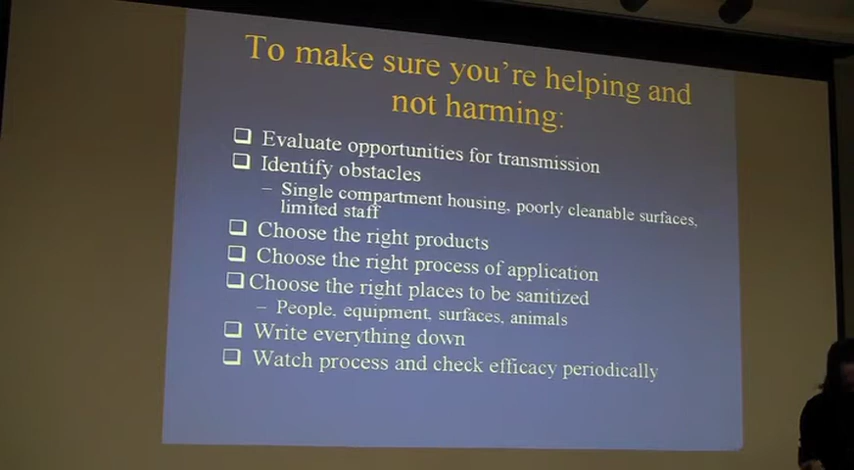 To make sure you're helping and
not harming:
❑ Evaluate opportunities for transmission
❑ Identify obstacles
– Single compartment housing, poorly cleanable surfaces,
limited staff
❑ Choose the right products
❑ Choose the right process of application
❑ Choose the right places to be sanitized
– People, equipment, surfaces, animals
❑ Write everything down
❑ Watch process and check efficacy periodically